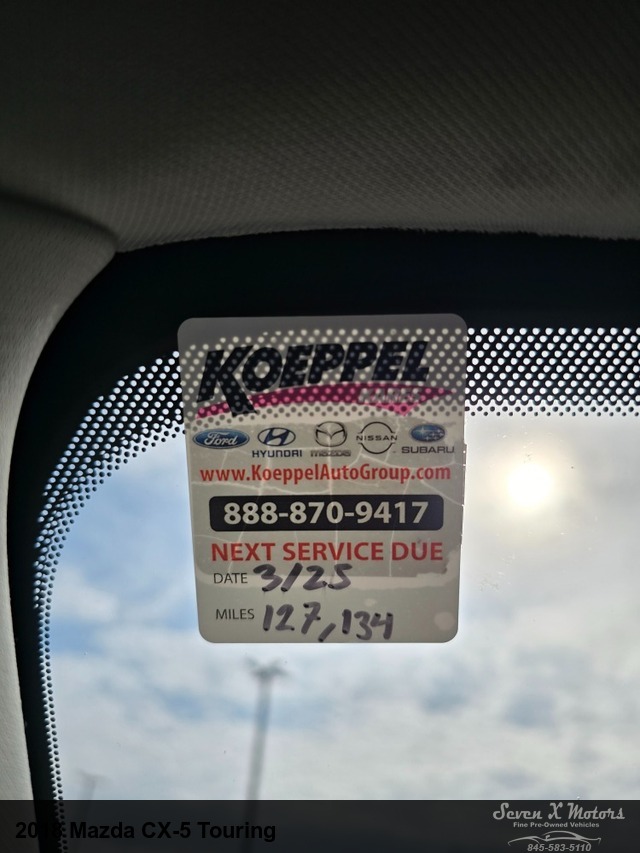 KOEPPEL
Ford HYUNDAI mazda NISSAN SUBARU
www.KoeppelAutoGroup.com
888-870-9417
NEXT SERVICE DUE
DATE 3/25
MILES 127,134
Mazda CX-5 Touring
Seven X Motors
Fine Pre-Owned Vehicles
845-583-5110